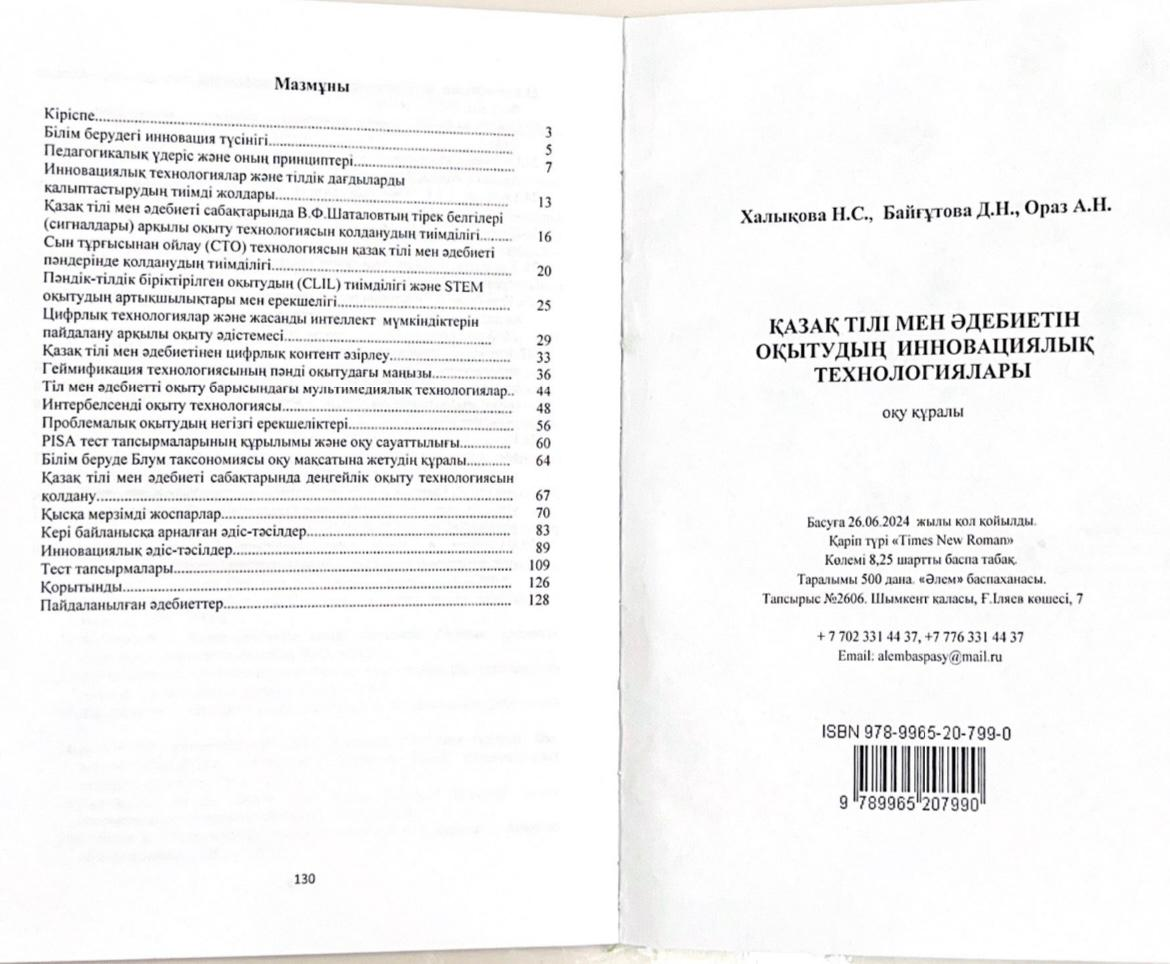 Мазмұны
Кіріспе 3
Білім берудегі инновация түсінігі 5
Педагогикалық үдеріс және оның принциптері 7
Инновациялық технологиялар және тілдік дағдыларды
қалыптастырудың тиімді жолдары 13
Қазақ тілі мен әдебиеті сабақтарында В.Ф.Шаталовтың тірек белгілері
(сигналдары) арқылы оқыту технологиясын қолданудың тиімділігі 16
Сын тұрғысынан ойлау (СТО) технологиясын қазақ тілі мен әдебиеті
пәндерінде қолданудың тиімділігі 20
Пәндік-тілдік біріктірілген оқытудың (CLIL) тиімділігі және STEM
оқытудың артықшылықтары мен ерекшелігі 25
Цифрлық технологиялар және жасанды интеллект мүмкіндіктерін
пайдалану арқылы оқыту әдістемесі 29
Қазақ тілі мен әдебиетінен цифрлық контент әзірлеу 33
Геймификация технологиясының пәнді оқытудағы маңызы 36
Тіл мен әдебиетті оқыту барысындағы мультимедиялық технологиялар.. 44
Интербелсенді оқыту технологиясы 48
Проблемалық оқытудың негізгі ерекшеліктері 56
PISA тест тапсырмаларының құрылымы және оқу сауаттылығы 60
Білім беруде Блум таксономиясы оқу мақсатына жетудің құралы 64
Қазақ тілі мен әдебиеті сабақтарында деңгейлік оқыту технологиясын
қолдану 67
Қысқа мерзімді жоспарлар 70
Кері байланысқа арналған әдіс-тәсілдер 83
Инновациялық әдіс-тәсілдер 89
Тест тапсырмалары 109
Қорытынды 126
Пайдаланылған әдебиеттер 128
130
Халықова Н.С., Байғұтова Д.Н., Ораз А.Н.
ҚАЗАҚ ТІЛІ МЕН ӘДЕБИЕТІН
ОҚЫТУДЫҢ ИННОВАЦИЯЛЫҚ
ТЕХНОЛОГИЯЛАРЫ
оқу құралы
Басуға 26.06.2024 жылы қол қойылды.
Қаріп түрі «Times New Roman»
Көлемі 8,25 шартты баспа табақ.
Таралымы 500 дана. «Әлем» баспаханасы.
Тапсырыс №2606. Шымкент қаласы, Ғ.Іляев көшесі, 7
+ 7 702 331 44 37, +7 776 331 44 37
Email: alembaspasy@mail.ru
ISBN 978-9965-20-799-0
9 789965 207990